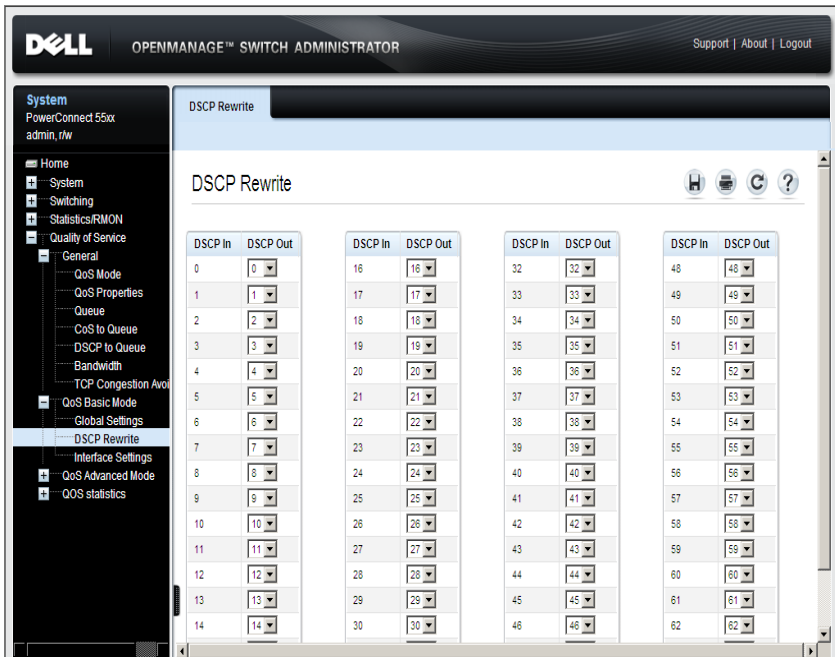 DELL OPENMANAGE™ SWITCH ADMINISTRATOR Support | About | Logout
System
PowerConnect 55xx
admin, r/w
Home
System
Switching
Statistics/RMON
Quality of Service
General
QoS Mode
QoS Properties
Queue
CoS to Queue
DSCP to Queue
Bandwidth
TCP Congestion Avoi
QoS Basic Mode
Global Settings
DSCP Rewrite
Interface Settings
QoS Advanced Mode
QOS statistics
DSCP Rewrite
DSCP Rewrite
DSCP In DSCP Out DSCP In DSCP Out DSCP In DSCP Out DSCP In DSCP Out
0 0 16 16 32 32 48 48
1 1 17 17 33 33 49 49
2 2 18 18 34 34 50 50
3 3 19 19 35 35 51 51
4 4 20 20 36 36 52 52
5 5 21 21 37 37 53 53
6 6 22 22 38 38 54 54
7 7 23 23 39 39 55 55
8 8 24 24 40 40 56 56
9 9 25 25 41 41 57 57
10 10 26 26 42 42 58 58
11 11 27 27 43 43 59 59
12 12 28 28 44 44 60 60
13 13 29 29 45 45 61 61
14 14 30 30 46 46 62 62